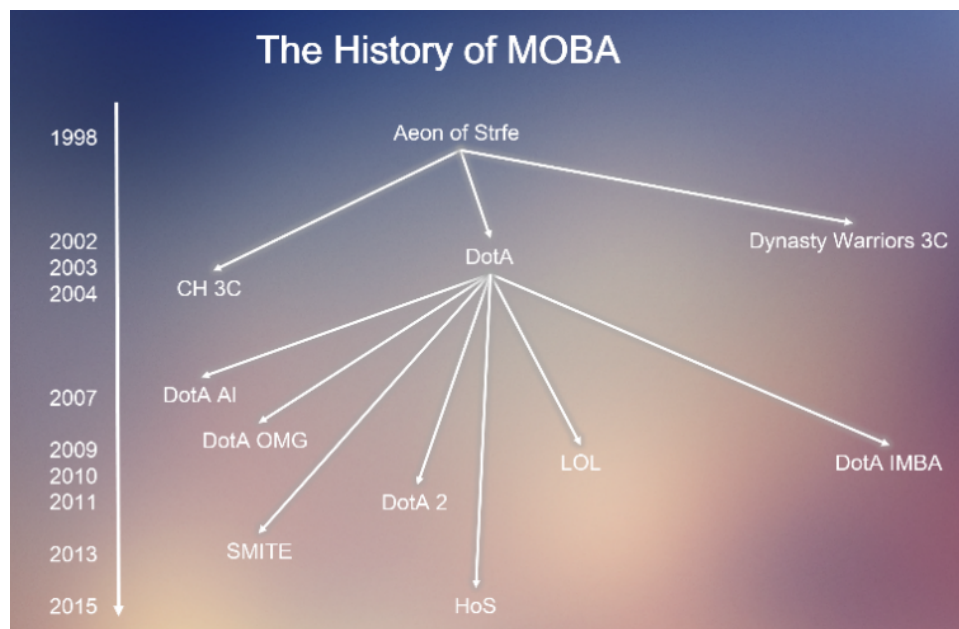 The History of MOBA
1998
Aeon of Strfe
2002
Dynasty Warriors 3C
DotA
2003
CH 3C
2004
DotA AI
2007
DotA OMG
2009
LOL
DotA IMBA
2010
2011
DotA 2
2013
SMITE
2015
HoS